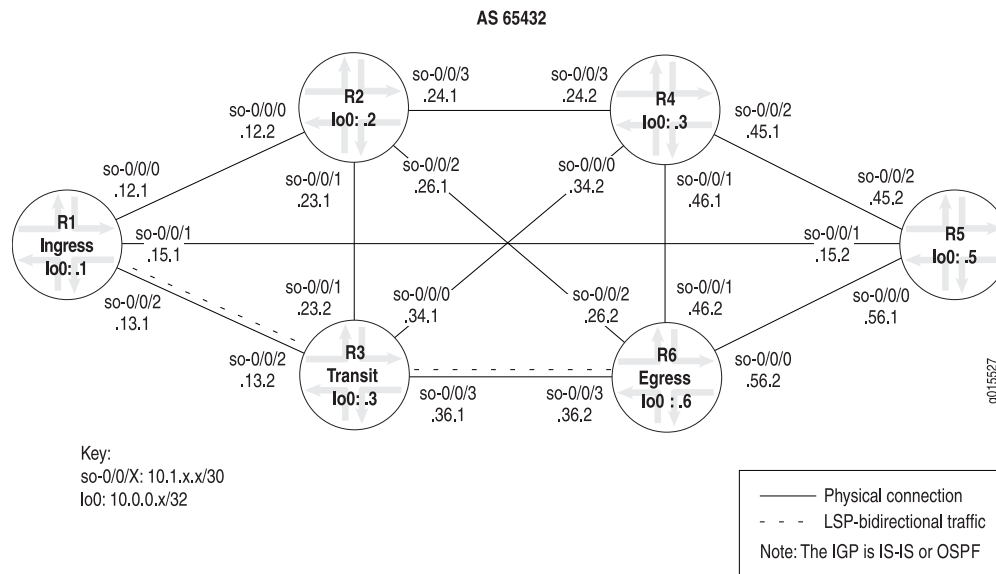 AS 65432
R2
lo0: .2
so-0/0/3
.24.1
so-0/0/0
.12.2
so-0/0/2
.26.1
so-0/0/1
.23.1
so-0/0/3
.24.2
R4
lo0: .3
so-0/0/2
.45.1
so-0/0/0
.34.2
so-0/0/1
.46.1
so-0/0/0
.12.1
R1
Ingress
lo0: .1
so-0/0/1
.15.1
so-0/0/2
.13.1
so-0/0/2
.45.2
so-0/0/1
.15.2
R5
lo0: .5
so-0/0/0
.56.1
so-0/0/1
.23.2
so-0/0/0
.34.1
so-0/0/2
.13.2
R3
Transit
lo0: .3
so-0/0/3
.36.1
so-0/0/2
.26.2
so-0/0/1
.46.2
R6
Egress
lo0 : .6
so-0/0/3
.36.2
so-0/0/0
.56.2
g015527
Key:
so-0/0/X: 10.1.x.x/30
lo0: 10.0.0.x/32
Physical connection
LSP-bidirectional traffic
Note: The IGP is IS-IS or OSPF